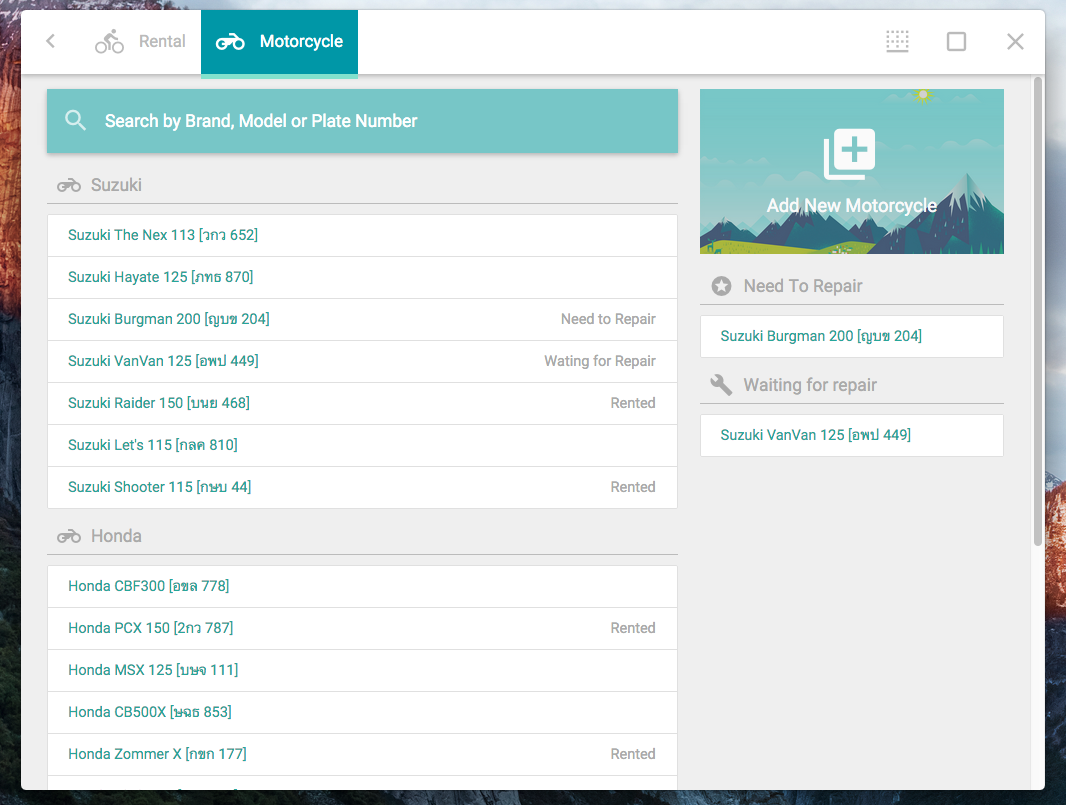 Rental
Motorcycle
Search by Brand, Model or Plate Number
Suzuki
Suzuki The Nex 113 [วกว 652]
Suzuki Hayate 125 [ภทธ 870]
Suzuki Burgman 200 [ญบข 204]
Need to Repair
Suzuki VanVan 125 [อพป 449]
Wating for Repair
Suzuki Raider 150 [บนย 468]
Rented
Suzuki Let's 115 [กลค 810]
Suzuki Shooter 115 [กษบ 44]
Rented
Honda
Honda CBF300 [อขล 778]
Honda PCX 150 [2กว 787]
Rented
Honda MSX 125 [บษจ 111]
Honda CB500X [ษฉธ 853]
Honda Zommer X [กขก 177]
Rented
Add New Motorcycle
Need To Repair
Suzuki Burgman 200 [ญบข 204]
Waiting for repair
Suzuki VanVan 125 [อพป 449]